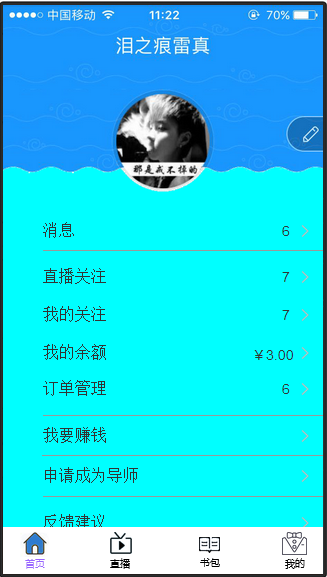 中国移动 11:22 70%
泪之痕雷真
那是戒不掉的
消息 6
直播关注 7
我的关注 7
我的余额 ￥3.00
订单管理 6
我要赚钱
申请成为导师
反馈建议
首页 直播 书包 我的